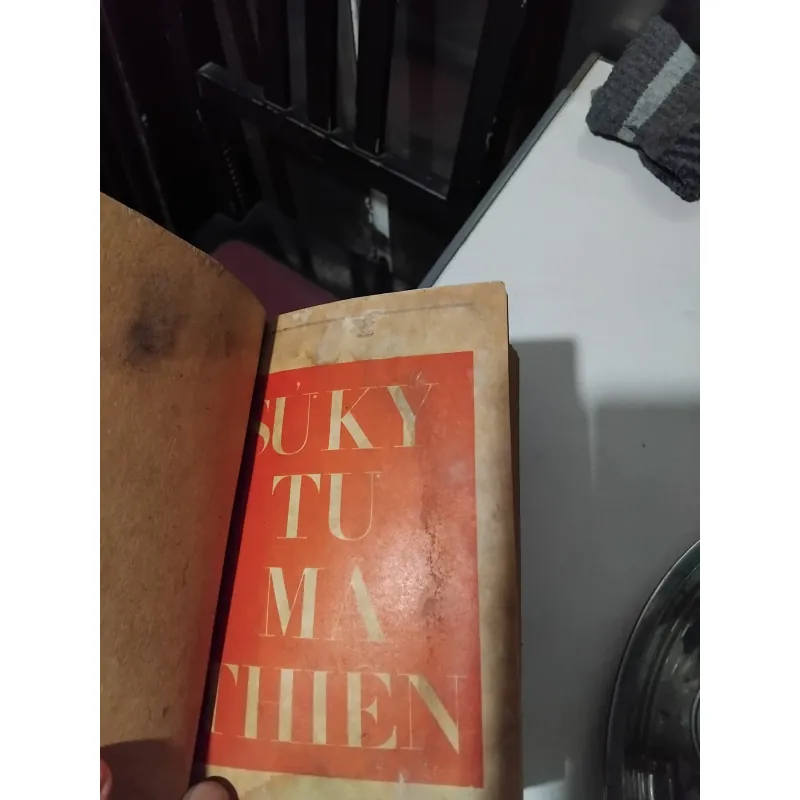 SỬ KÝ
TƯ
MÃ
THIÊN